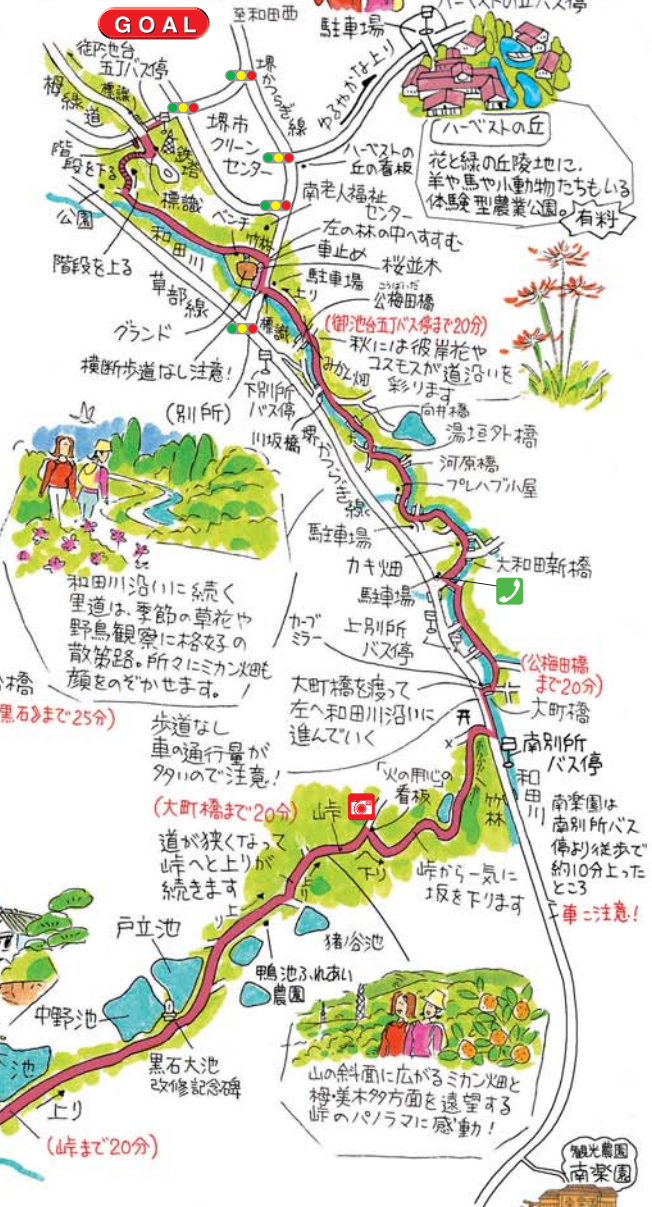 GOAL
至和田西
駐車場
ハーベストの丘バス停
御池台
五丁バス停
標識
栂
緑
道
堺
かつらぎ
線
ゆるやかな上り
堺市
クリーン
センター
ハーベストの
丘の看板
ハーベストの丘
花と緑の丘陵地に、
羊や馬や小動物たちもいる
体験型農業公園。
有料
階
段を下る
鉄塔
標識
公園
階段を上る
和田川
ベンチ
竹林
南老人福祉
センター
左の林の中へすすむ
車止め
桜並木
駐車場
上り
こうばいだ
公梅田橋
(御池台五丁バス停まで20分)
草部線
グランド
標識
横断歩道なし注意!
下別所
バス停
(別所)
川坂橋
みかん畑
秋には彼岸花や
コスモスが道沿いを
彩ります
向井橋
湯垣外橋
河原橋
プレハブ小屋
堺かつらぎ線
駐車場
カキ畑
大和田新橋
駐車場
上別所
バス停
カーブ
ミラー
和田川沿いに続く
里道は、季節の草花や
野鳥観察に格好の
散策路。所々にミカン畑も
顔をのぞかせます。
(公梅田橋
まで20分)
大町橋
大町橋を渡って
左へ和田川沿いに
進んでいく
橋
黒石》まで25分)
歩道なし
車の通行量が
多いので注意!
南別所
バス停
和田川
竹林
「火の用心」の
看板
(大町橋まで20分)
峠
道が狭くなって
峠へと上りが
続きます
上り
上り
下り
峠から一気に
坂を下ります
南楽園は
南別所バス
停より徒歩で
約10分上った
ところ
車に注意!
戸立池
猪谷池
鴨池ふれあい
農園
中野池
池
黒石大池
改修記念碑
上り
(峠まで20分)
山の斜面に広がるミカン畑と
栂・美木多方面を遠望する
峠のパノラマに感動!
観光農園
南楽園